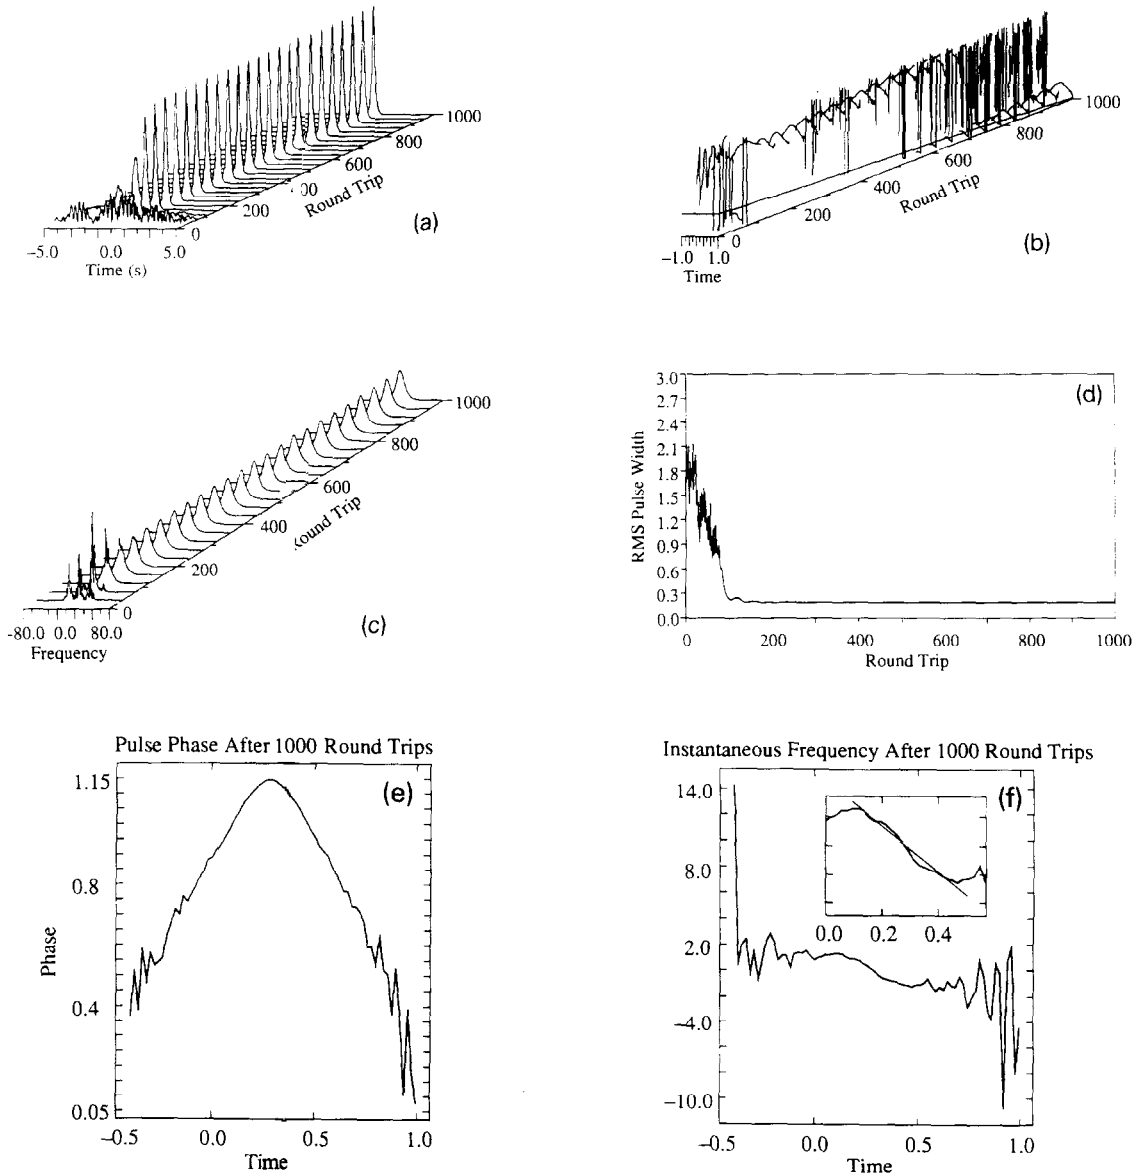 1000
800
600
00
200
0
Round Trip
-5.0 0.0 5.0
Time (s)
(a)
1000
800
600
400
200
0
Round Trip
-1.0 1.0
Time
(b)
1000
800
600
400
200
0
Round Trip
-80.0 0.0 80.0
Frequency
(c)
3.0
2.7
2.4
2.1
1.8
1.5
1.2
0.9
0.6
0.3
0.0
RMS Pulse Width
0 200 400 600 800 1000
Round Trip
(d)
Pulse Phase After 1000 Round Trips
1.15
0.8
0.4
0.05
Phase
-0.5 0.0 0.5 1.0
Time
(e)
Instantaneous Frequency After 1000 Round Trips
14.0
8.0
2.0
-4.0
-10.0
0.0 0.2 0.4
-0.5 0.0 0.5 1.0
Time
(f)